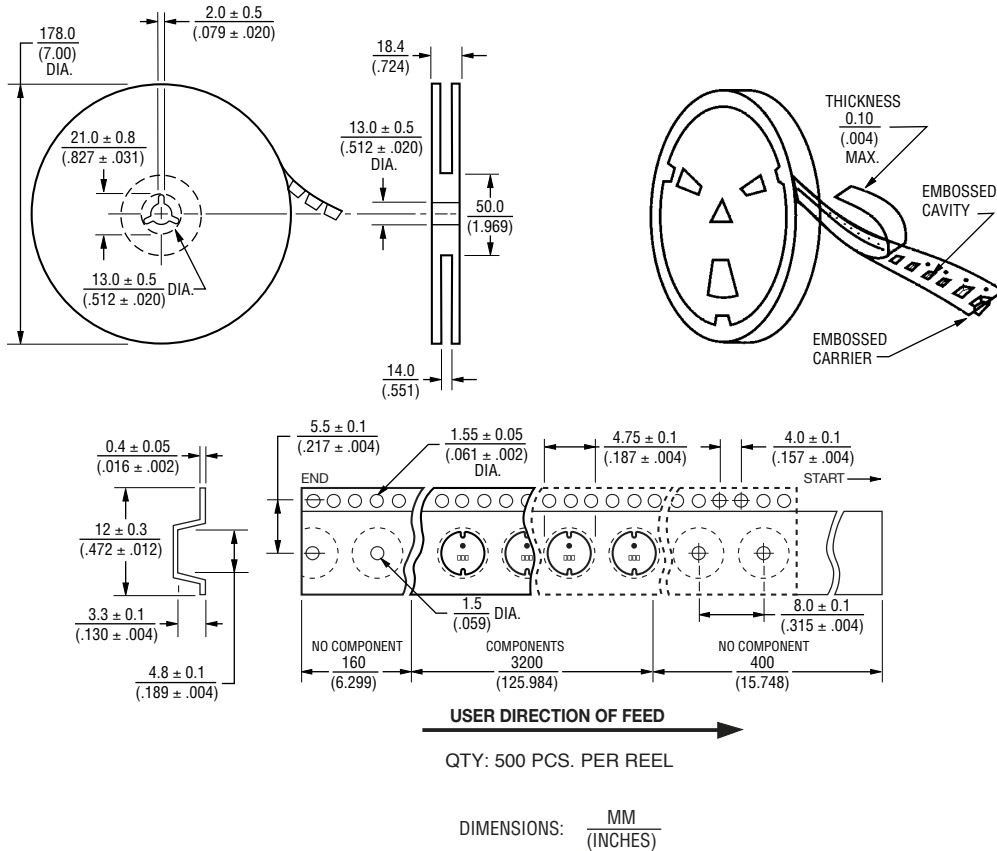 2.0 ± 0.5
(.079 ± .020)
178.0
(7.00)
DIA.
21.0 ± 0.8
(.827 ± .031)
13.0 ± 0.5
(.512 ± .020)
DIA.
18.4
(.724)
13.0 ± 0.5
(.512 ± .020)
DIA.
50.0
(1.969)
14.0
(.551)
THICKNESS
0.10
(.004)
MAX.
EMBOSSED
CAVITY
EMBOSSED
CARRIER
0.4 ± 0.05
(.016 ± .002)
12 ± 0.3
(.472 ± .012)
3.3 ± 0.1
(.130 ± .004)
4.8 ± 0.1
(.189 ± .004)
5.5 ± 0.1
(.217 ± .004)
1.55 ± 0.05
(.061 ± .002)
DIA.
4.75 ± 0.1
(.187 ± .004)
4.0 ± 0.1
(.157 ± .004)
END
START
1.5
(.059)
DIA.
8.0 ± 0.1
(.315 ± .004)
NO COMPONENT
160
(6.299)
COMPONENTS
3200
(125.984)
NO COMPONENT
400
(15.748)
USER DIRECTION OF FEED
QTY: 500 PCS. PER REEL
DIMENSIONS:
MM
(INCHES)